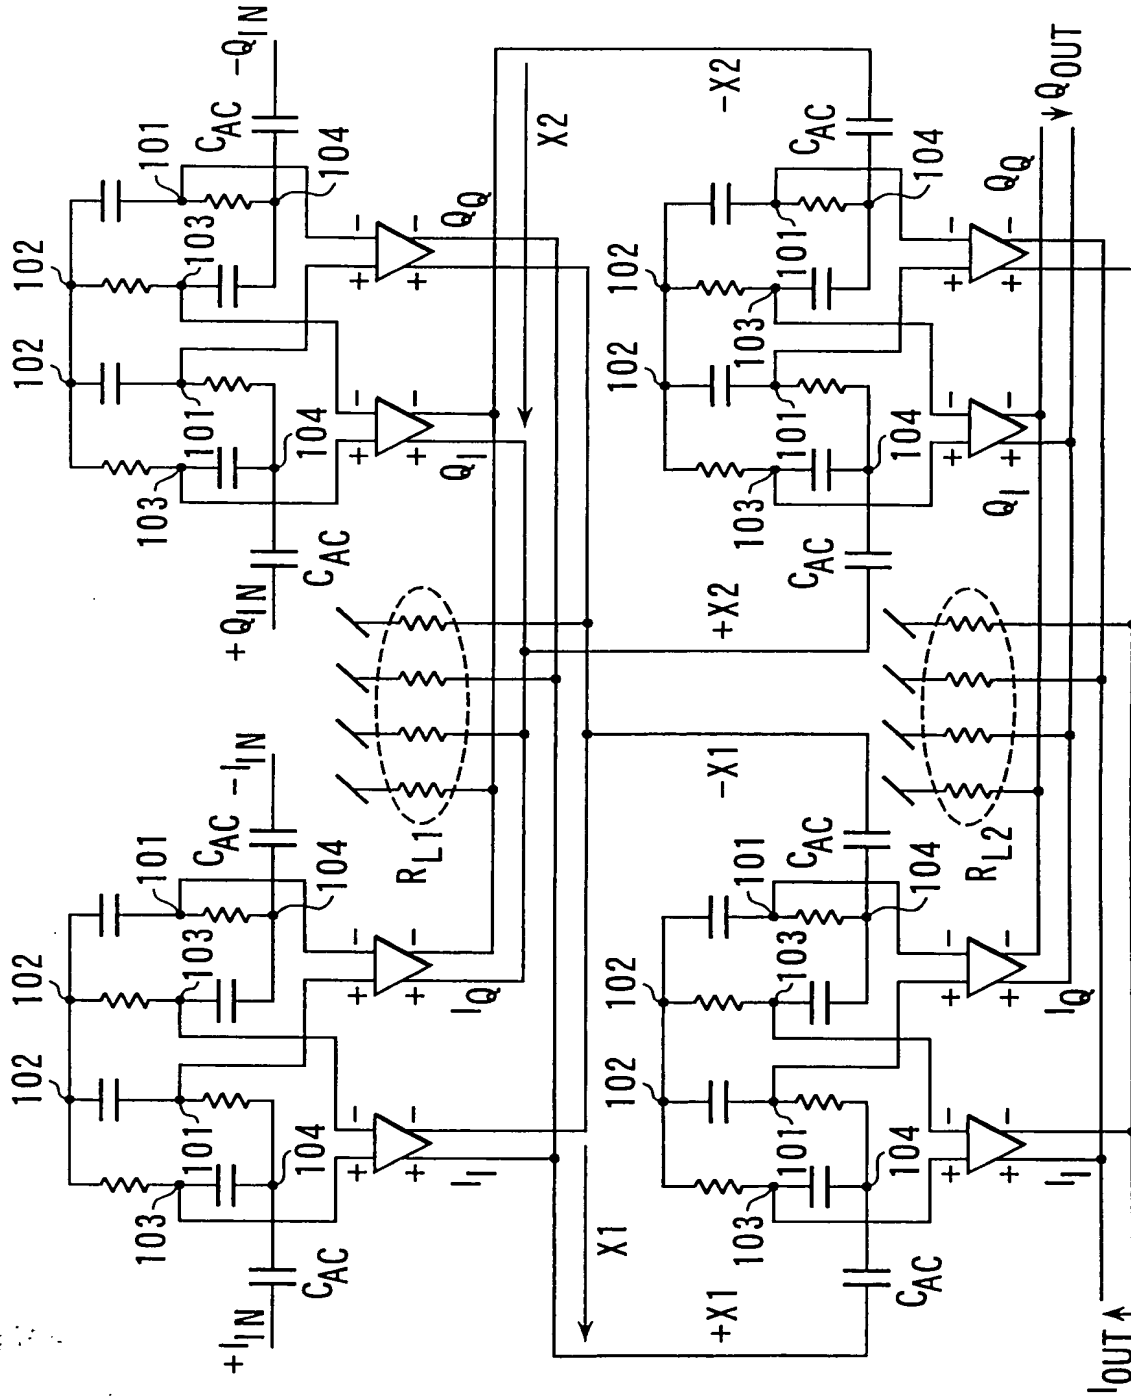 102
102
101
103
101
103
104
104
+I_IN
C_AC
C_AC
-I_IN
+ -
+ -
I_I
+ -
+ -
I_Q
R_L1
102
102
101
103
101
103
104
104
+Q_IN
C_AC
C_AC
-Q_IN
+ -
+ -
Q_I
+ -
+ -
Q_Q
X1
X2
+X1
-X1
102
102
101
103
101
103
104
104
C_AC
C_AC
+ -
+ -
I_I
+ -
+ -
I_Q
R_L2
+X2
-X2
102
102
103
101
103
101
104
104
C_AC
C_AC
+ -
+ -
Q_I
+ -
+ -
Q_Q
I_OUT
Q_OUT